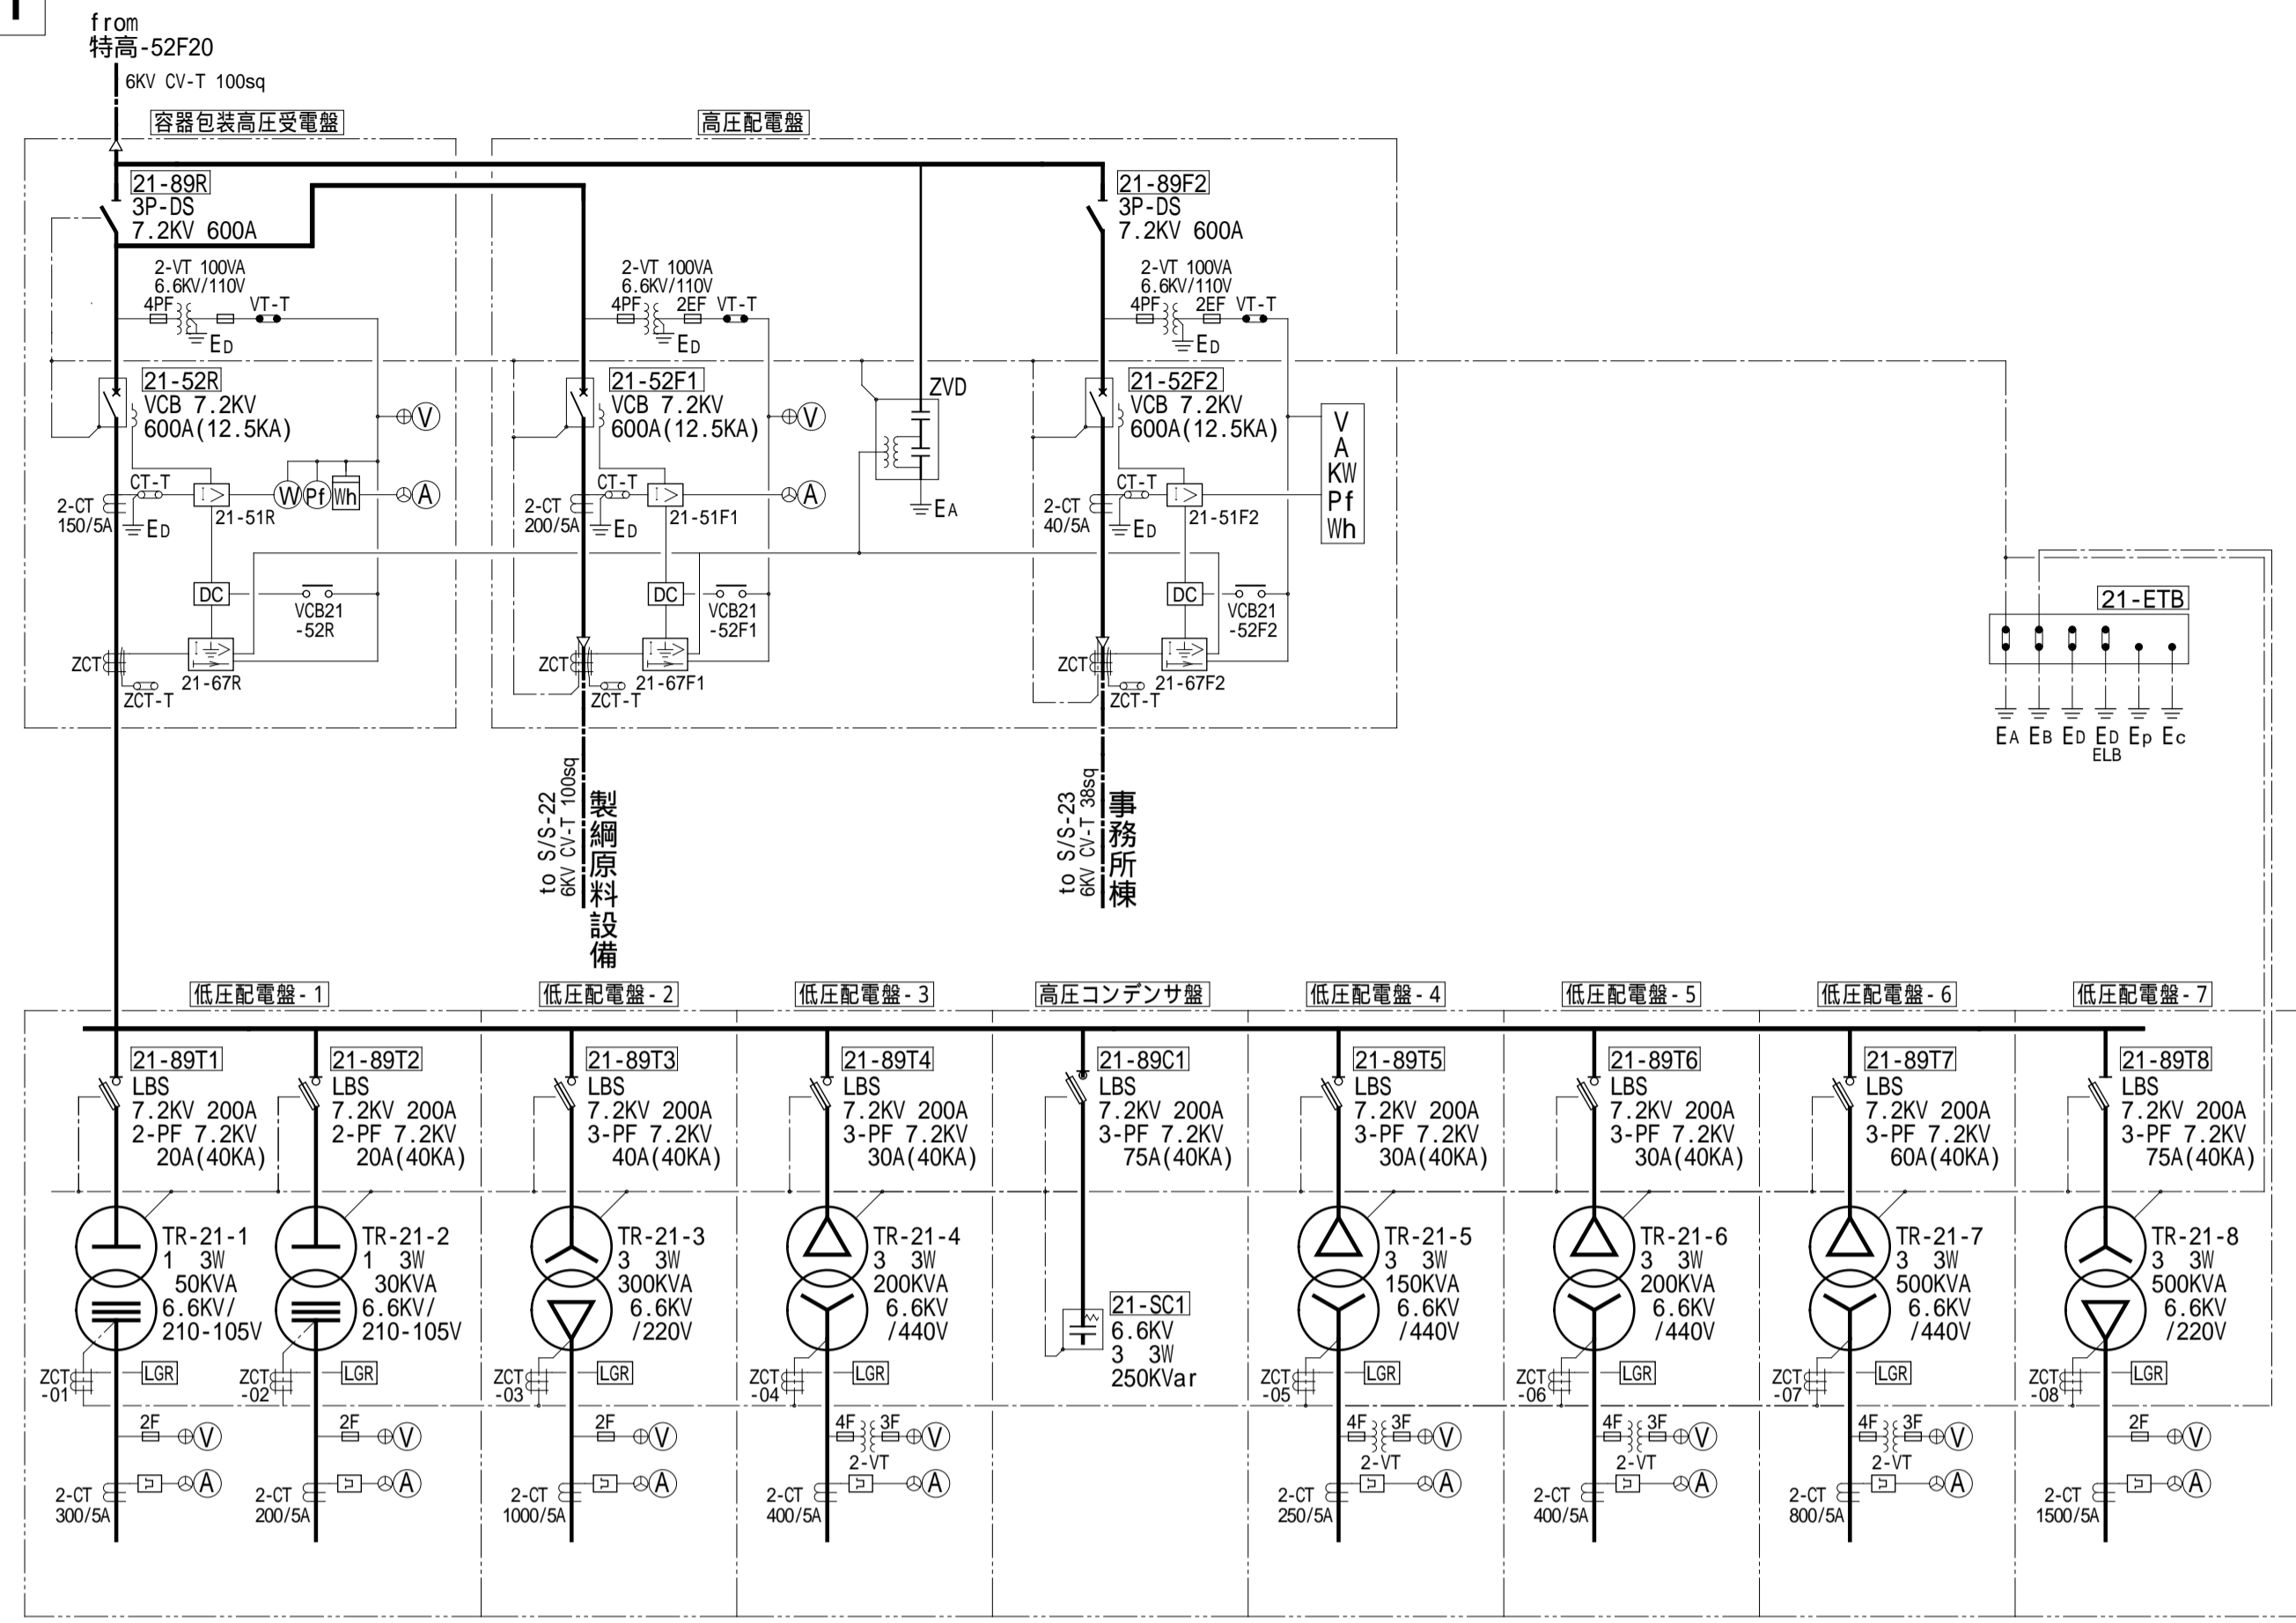 from
特高-52F20
6KV CV-T 100sq
容器包装高圧受電盤
高圧配電盤
21-89R
3P-DS
7.2KV 600A
2-VT 100VA
6.6KV/110V
4PF
VT-T
ED
21-52R
VCB 7.2KV
600A(12.5KA)
V
CT-T
2-CT
150/5A
ED
21-51R
W
Pf
Wh
A
DC
VCB21
-52R
ZCT
ZCT-T
21-67R
2-VT 100VA
6.6KV/110V
4PF
2EF
VT-T
ED
21-52F1
VCB 7.2KV
600A(12.5KA)
V
CT-T
2-CT
200/5A
ED
21-51F1
A
DC
VCB21
-52F1
ZCT
ZCT-T
21-67F1
ZVD
EA
21-89F2
3P-DS
7.2KV 600A
2-VT 100VA
6.6KV/110V
4PF
2EF
VT-T
ED
21-52F2
VCB 7.2KV
600A(12.5KA)
V
A
KW
Pf
Wh
CT-T
2-CT
40/5A
ED
21-51F2
DC
VCB21
-52F2
ZCT
ZCT-T
21-67F2
21-ETB
EA
EB
ED
ED
ELB
Ep
Ec
to S/S-22
6KV CV-T 100sq
製綱原料設備
to S/S-23
6KV CV-T 38sq
事務所棟
低圧配電盤-1
低圧配電盤-2
低圧配電盤-3
高圧コンデンサ盤
低圧配電盤-4
低圧配電盤-5
低圧配電盤-6
低圧配電盤-7
21-89T1
LBS
7.2KV 200A
2-PF 7.2KV
20A(40KA)
TR-21-1
1 3W
50KVA
6.6KV/
210-105V
ZCT
-01
LGR
2F
V
2-CT
300/5A
A
21-89T2
LBS
7.2KV 200A
2-PF 7.2KV
20A(40KA)
TR-21-2
1 3W
30KVA
6.6KV/
210-105V
ZCT
-02
LGR
2F
V
2-CT
200/5A
A
21-89T3
LBS
7.2KV 200A
3-PF 7.2KV
40A(40KA)
TR-21-3
3 3W
300KVA
6.6KV
/220V
ZCT
-03
LGR
2F
V
2-CT
1000/5A
A
21-89T4
LBS
7.2KV 200A
3-PF 7.2KV
30A(40KA)
TR-21-4
3 3W
200KVA
6.6KV
/440V
ZCT
-04
LGR
4F
3F
V
2-VT
2-CT
400/5A
A
21-89C1
LBS
7.2KV 200A
3-PF 7.2KV
75A(40KA)
21-SC1
6.6KV
3 3W
250KVar
21-89T5
LBS
7.2KV 200A
3-PF 7.2KV
30A(40KA)
TR-21-5
3 3W
150KVA
6.6KV
/440V
ZCT
-05
LGR
4F
3F
V
2-VT
2-CT
250/5A
A
21-89T6
LBS
7.2KV 200A
3-PF 7.2KV
30A(40KA)
TR-21-6
3 3W
200KVA
6.6KV
/440V
ZCT
-06
LGR
4F
3F
V
2-VT
2-CT
400/5A
A
21-89T7
LBS
7.2KV 200A
3-PF 7.2KV
60A(40KA)
TR-21-7
3 3W
500KVA
6.6KV
/440V
ZCT
-07
LGR
4F
3F
V
2-VT
2-CT
800/5A
A
21-89T8
LBS
7.2KV 200A
3-PF 7.2KV
75A(40KA)
TR-21-8
3 3W
500KVA
6.6KV
/220V
ZCT
-08
LGR
2F
V
2-CT
1500/5A
A